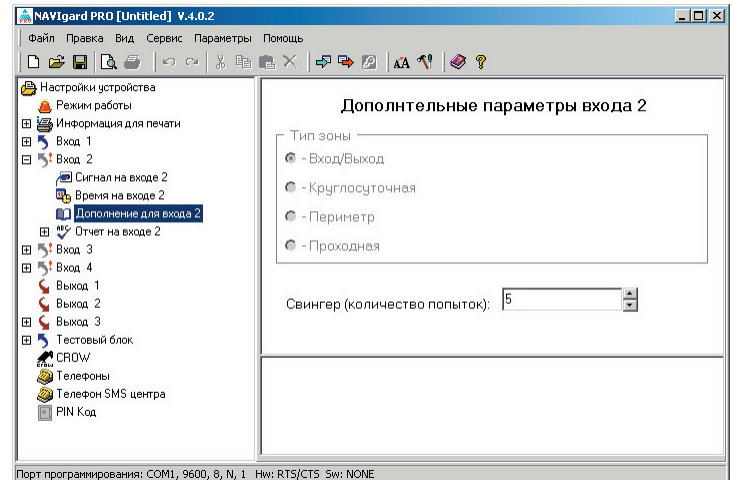 NAVIgard PRO [Untitled] V.4.0.2
Файл Правка Вид Сервис Параметры Помощь
Настройки устройства
Режим работы
Информация для печати
Вход 1
Вход 2
Сигнал на входе 2
Время на входе 2
Дополнение для входа 2
Отчет на входе 2
Вход 3
Вход 4
Выход 1
Выход 2
Выход 3
Тестовый блок
CROW
Телефоны
Телефон SMS центра
PIN Код
Дополнтельные параметры входа 2
Тип зоны
- Вход/Выход
- Круглосуточная
- Периметр
- Проходная
Свингер (количество попыток): 5
Порт программирования: COM1, 9600, 8, N, 1 Hw: RTS/CTS Sw: NONE